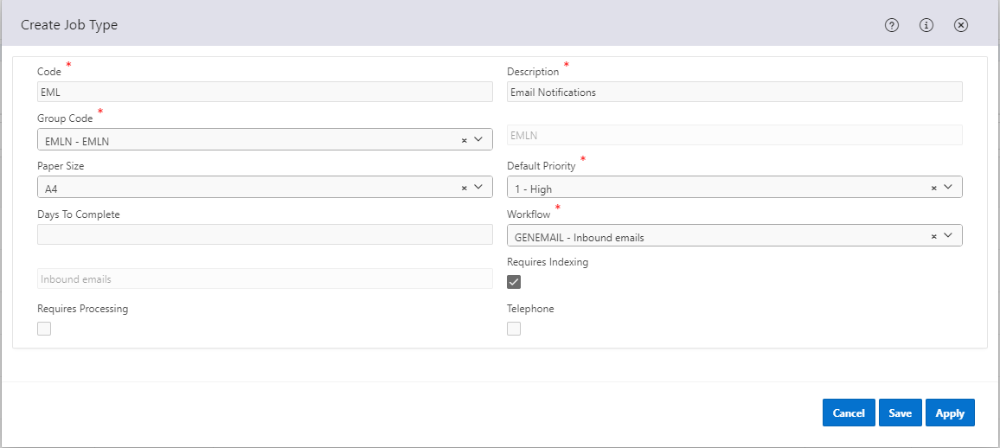 Create Job Type
Code *
Description *
EML
Email Notifications
Group Code *
EMLN - EMLN
EMLN
Paper Size
Default Priority *
A4
1 - High
Days To Complete
Workflow *
GENEMAIL - Inbound emails
Requires Indexing
Inbound emails
Requires Processing
Telephone
Cancel
Save
Apply